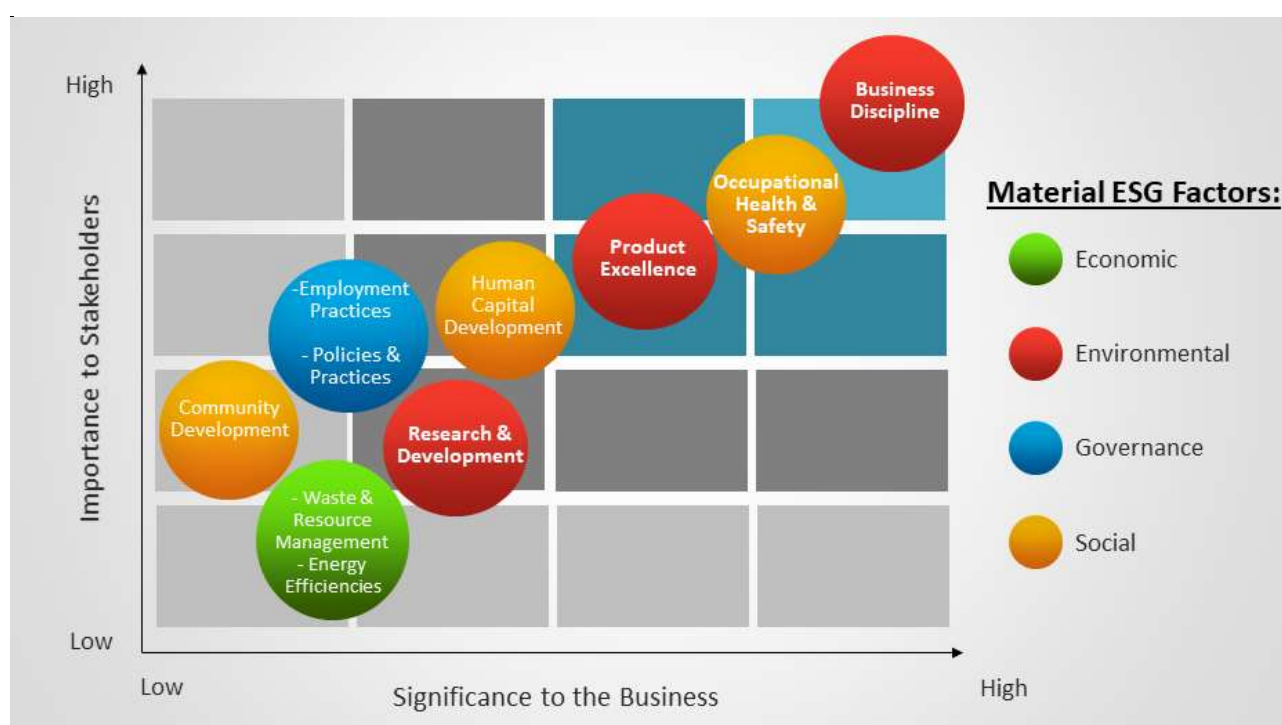 High
Business
Discipline
Occupational
Health &
Safety
Product
Excellence
Human
Capital
Development
-Employment
Practices
- Policies &
Practices
Community
Development
Research &
Development
- Waste &
Resource
Management
- Energy
Efficiencies
Importance to Stakeholders
Low
Low
Significance to the Business
High
Material ESG Factors:
Economic
Environmental
Governance
Social